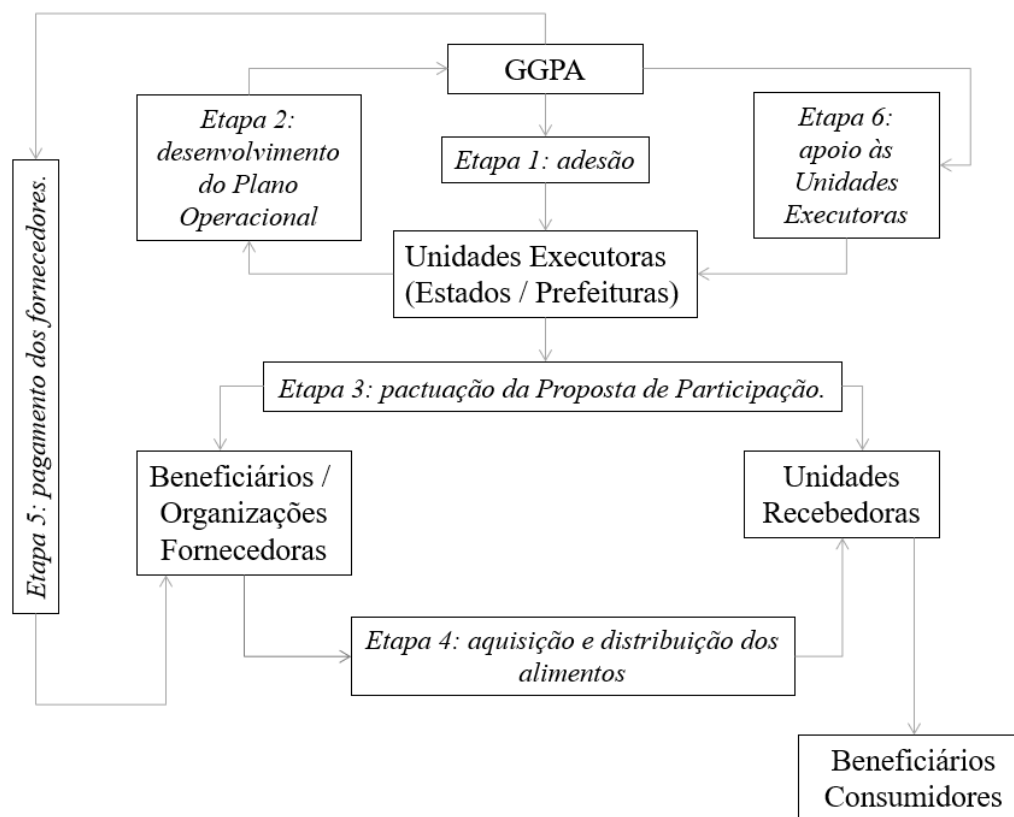 GGPA
Etapa 2:
desenvolvimento
do Plano
Operacional
Etapa 1: adesão
Etapa 6:
apoio às
Unidades
Executoras
Unidades Executoras
(Estados / Prefeituras)
Etapa 5: pagamento dos fornecedores.
Etapa 3: pactuação da Proposta de Participação.
Beneficiários /
Organizações
Fornecedoras
Unidades
Recebedoras
Etapa 4: aquisição e distribuição dos
alimentos
Beneficiários
Consumidores